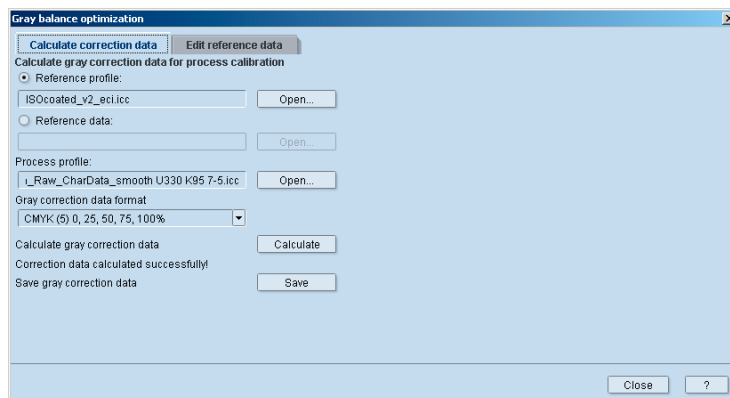 Gray balance optimization
Calculate correction data Edit reference data
Calculate gray correction data for process calibration
Reference profile:
ISOcoated_v2_eci.icc Open...
Reference data:
Open...
Process profile:
_Raw_CharData_smooth U330 K95 7-5.icc Open...
Gray correction data format
CMYK (5) 0, 25, 50, 75, 100%
Calculate gray correction data Calculate
Correction data calculated successfully!
Save gray correction data Save
Close ?